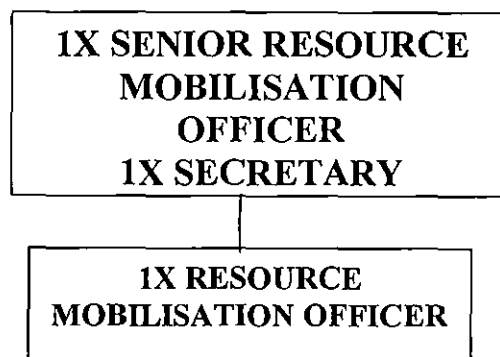 1X SENIOR RESOURCE
MOBILISATION
OFFICER
1X SECRETARY
1X RESOURCE
MOBILISATION OFFICER